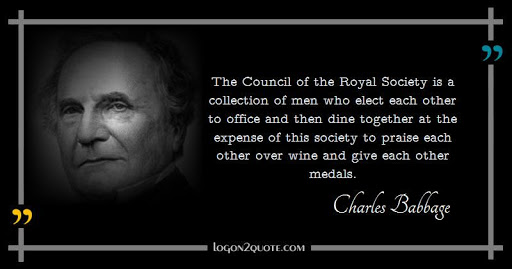 The Council of the Royal Society is a
collection of men who elect each other
to office and then dine together at the
expense of this society to praise each
other over wine and give each other
medals.
Charles Babbage
LOGON2QUOTE.COM